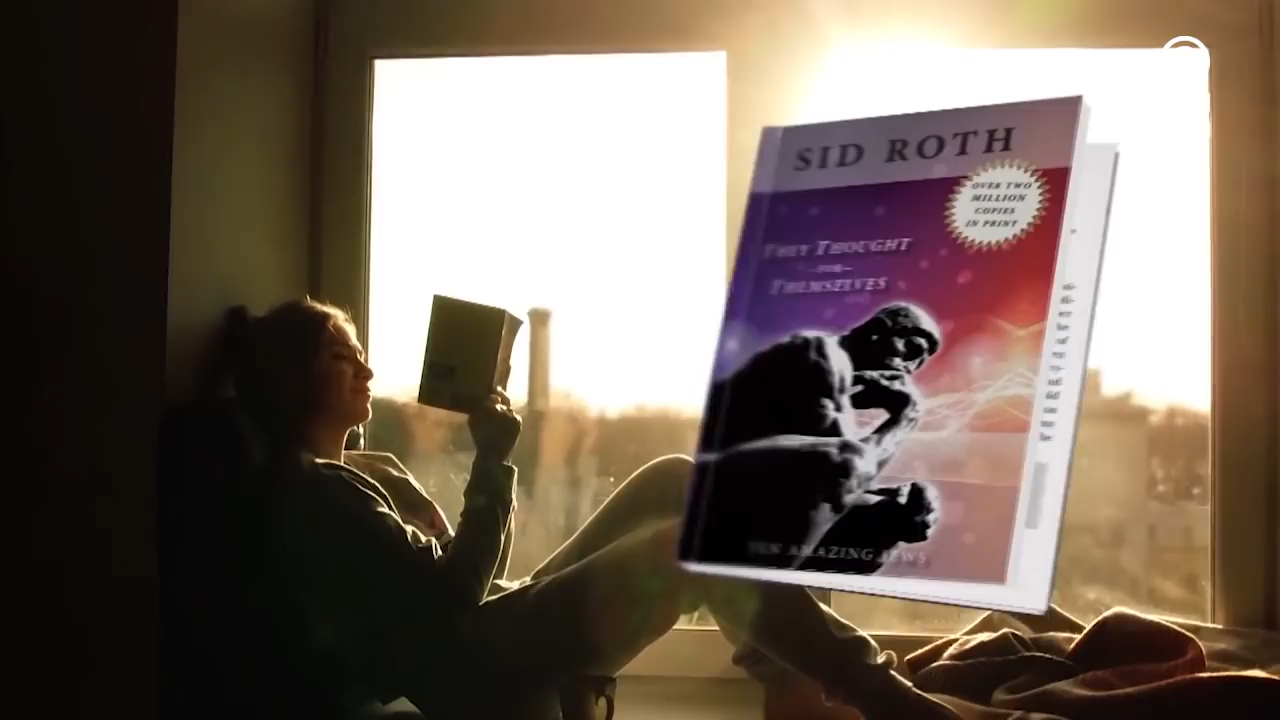 SID ROTH
OVER TWO
MILLION
COPIES
IN PRINT
THEY THOUGHT
–FOR–
THEMSELVES
TEN AMAZING JEWS